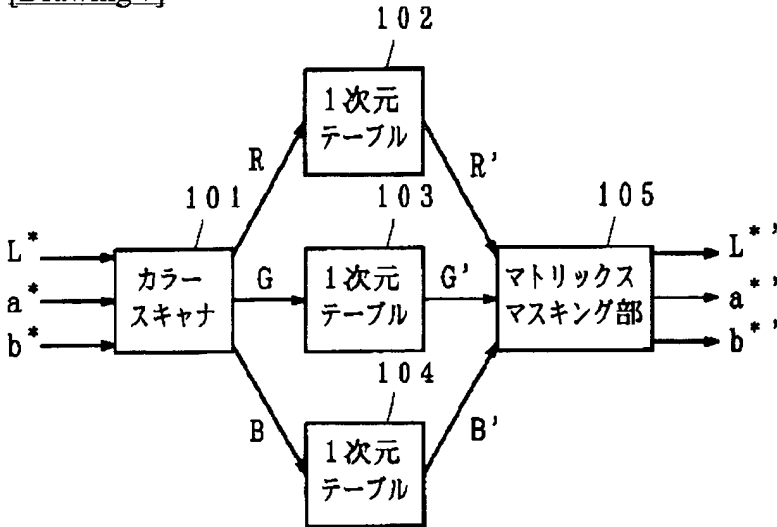 102
1次元
テーブル
R
R'
101
103
105
L*
a*
b*
カラー
スキャナ
G
1次元
テーブル
G'
マトリックス
マスキング部
L*'
a*'
b*'
104
B
B'
1次元
テーブル